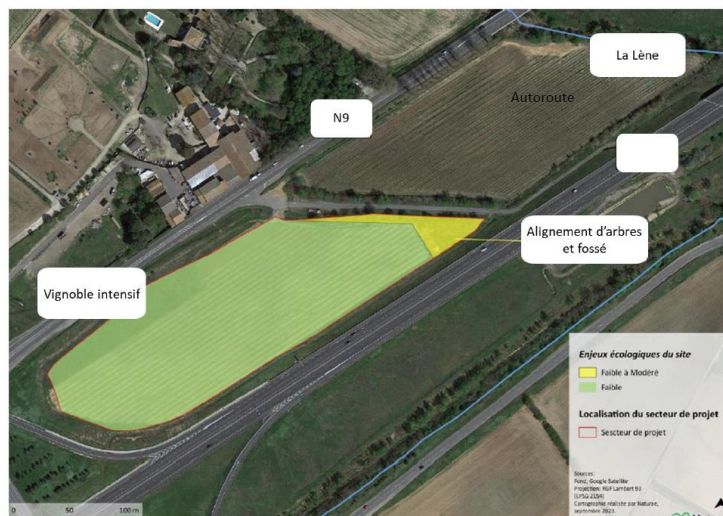 La Lène
Autoroute
N9
Alignement d'arbres
et fossé
Vignoble intensif
Enjeux écologiques du site
Faible à Modéré
Faible
Localisation du secteur de projet
Sescteur de projet
Sources:
Fond, Google Satellite
Projection: RGF Lambert 93
(EPSG 2154)
Cartographie réalisée par Naturae,
septembre 2023.
0 50 100 m